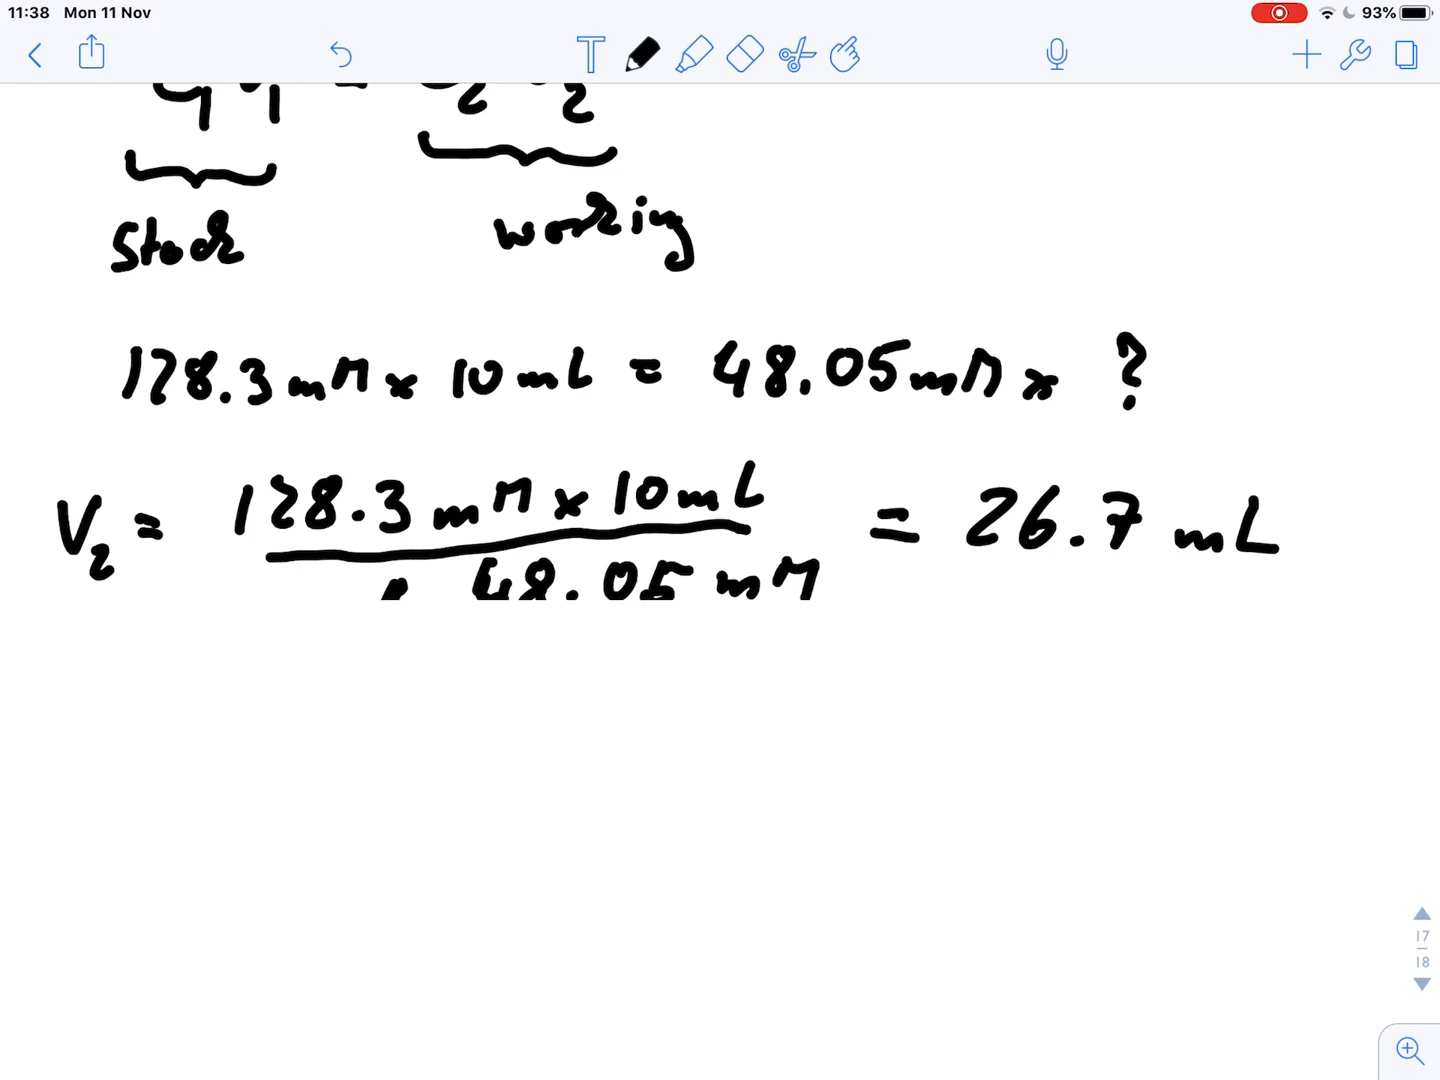 11:38 Mon 11 Nov 93%
T
Stock working
128.3 mM x 10 mL = 48.05 mM x ?
V2 = 128.3 mM x 10 mL = 26.7 mL
48.05 mM
17
18